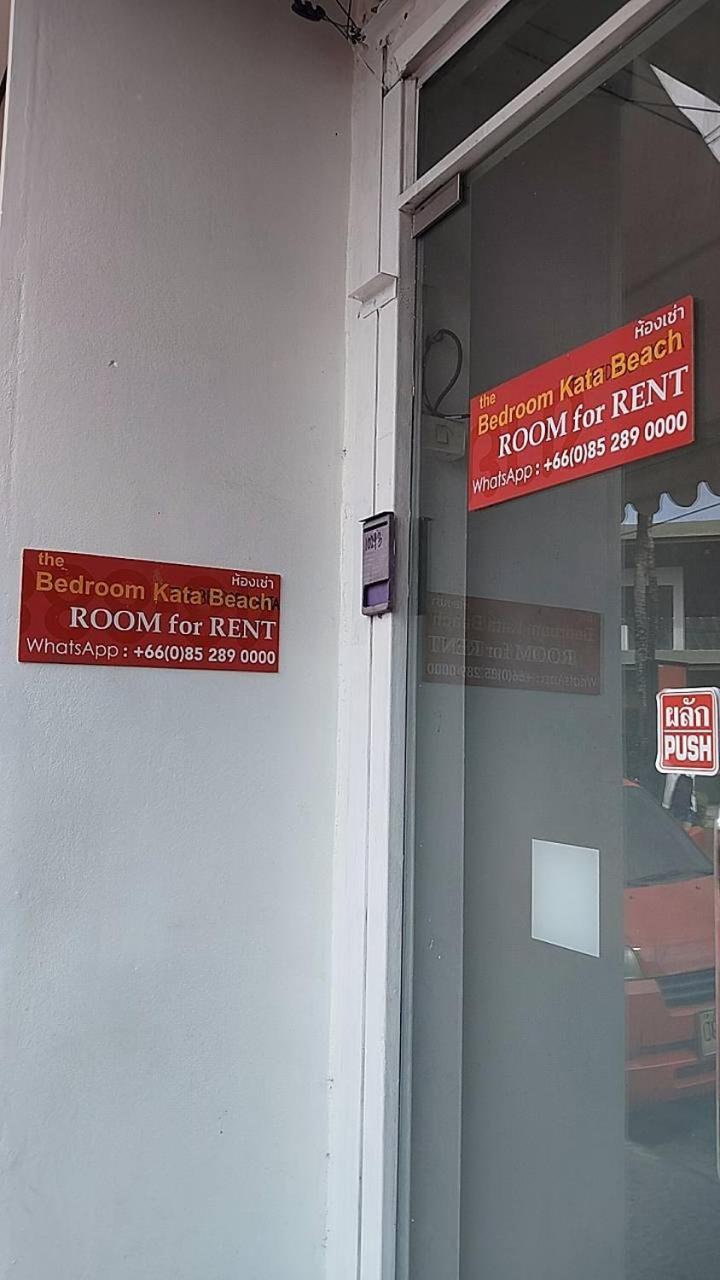 the
ห้องเช่า
Bedroom Kata Beach
ROOM for RENT
WhatsApp : +66(0)85 289 0000
the
ห้องเช่า
Bedroom Kata Beach
ROOM for RENT
WhatsApp : +66(0)85 289 0000
ผลัก
PUSH